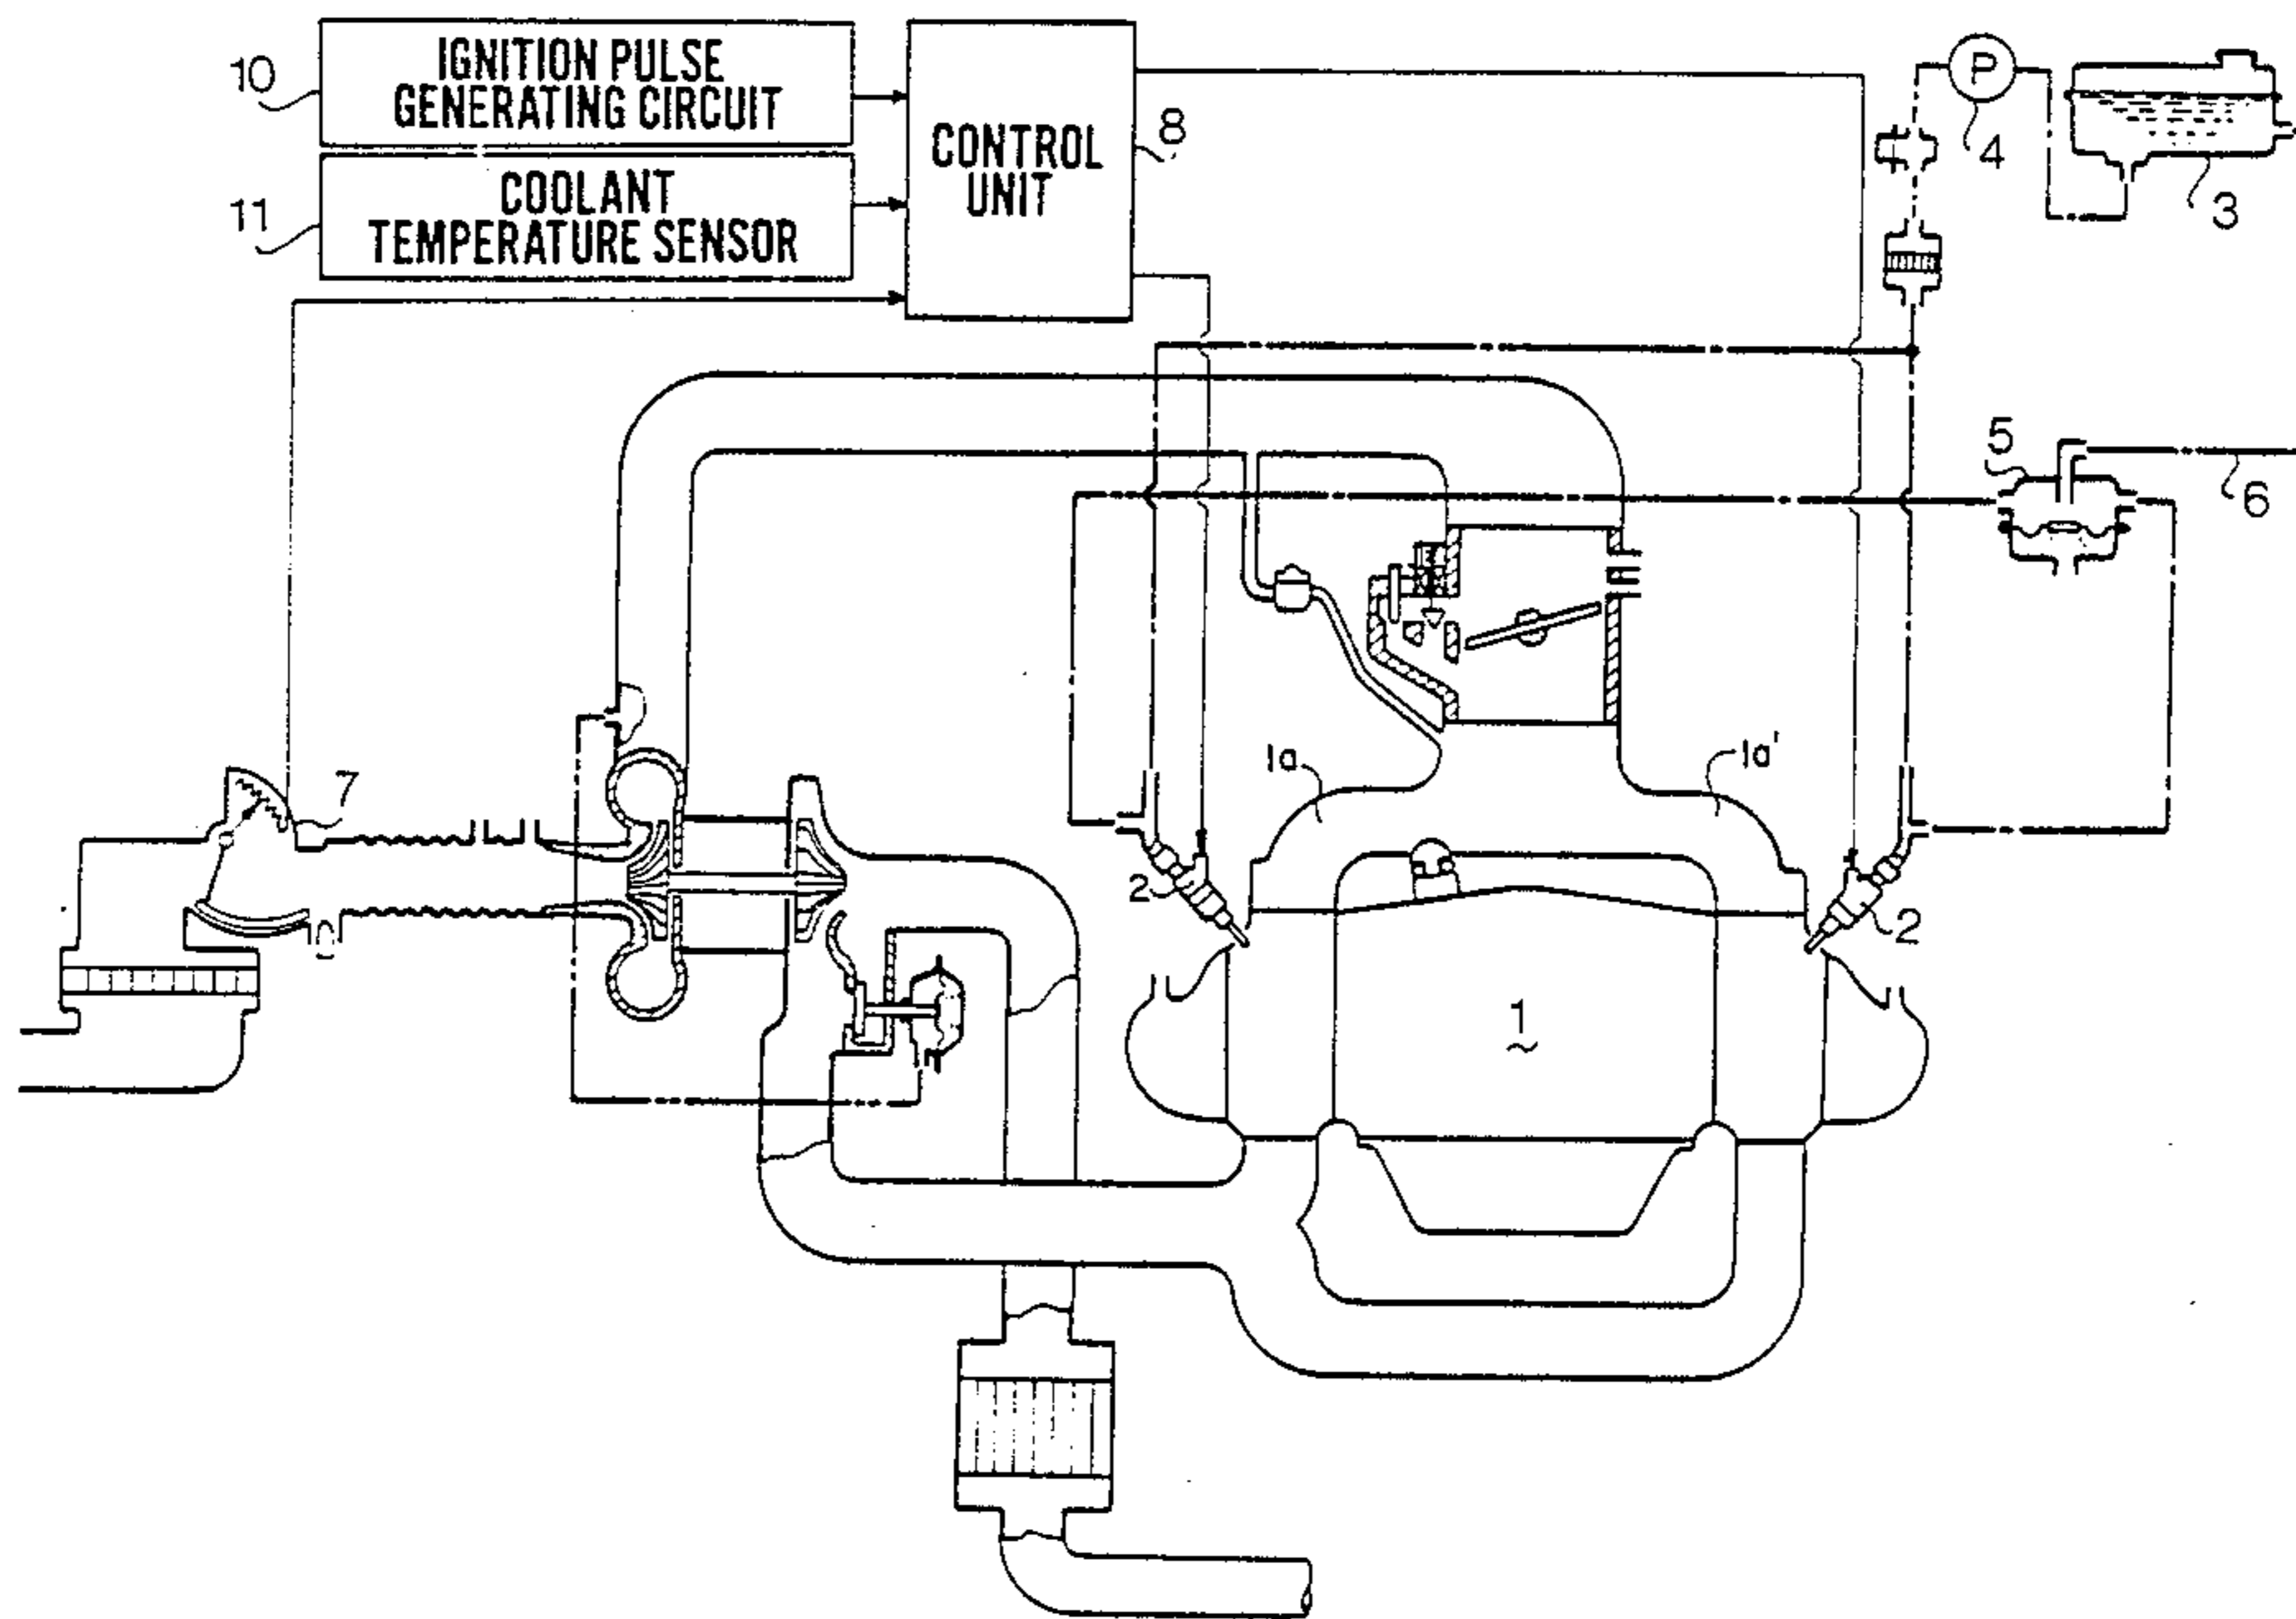 10
IGNITION PULSE
GENERATING CIRCUIT
11
COOLANT
TEMPERATURE SENSOR
CONTROL
UNIT
8
P
4
3
5
6
7
1a
1a'
2
2
1